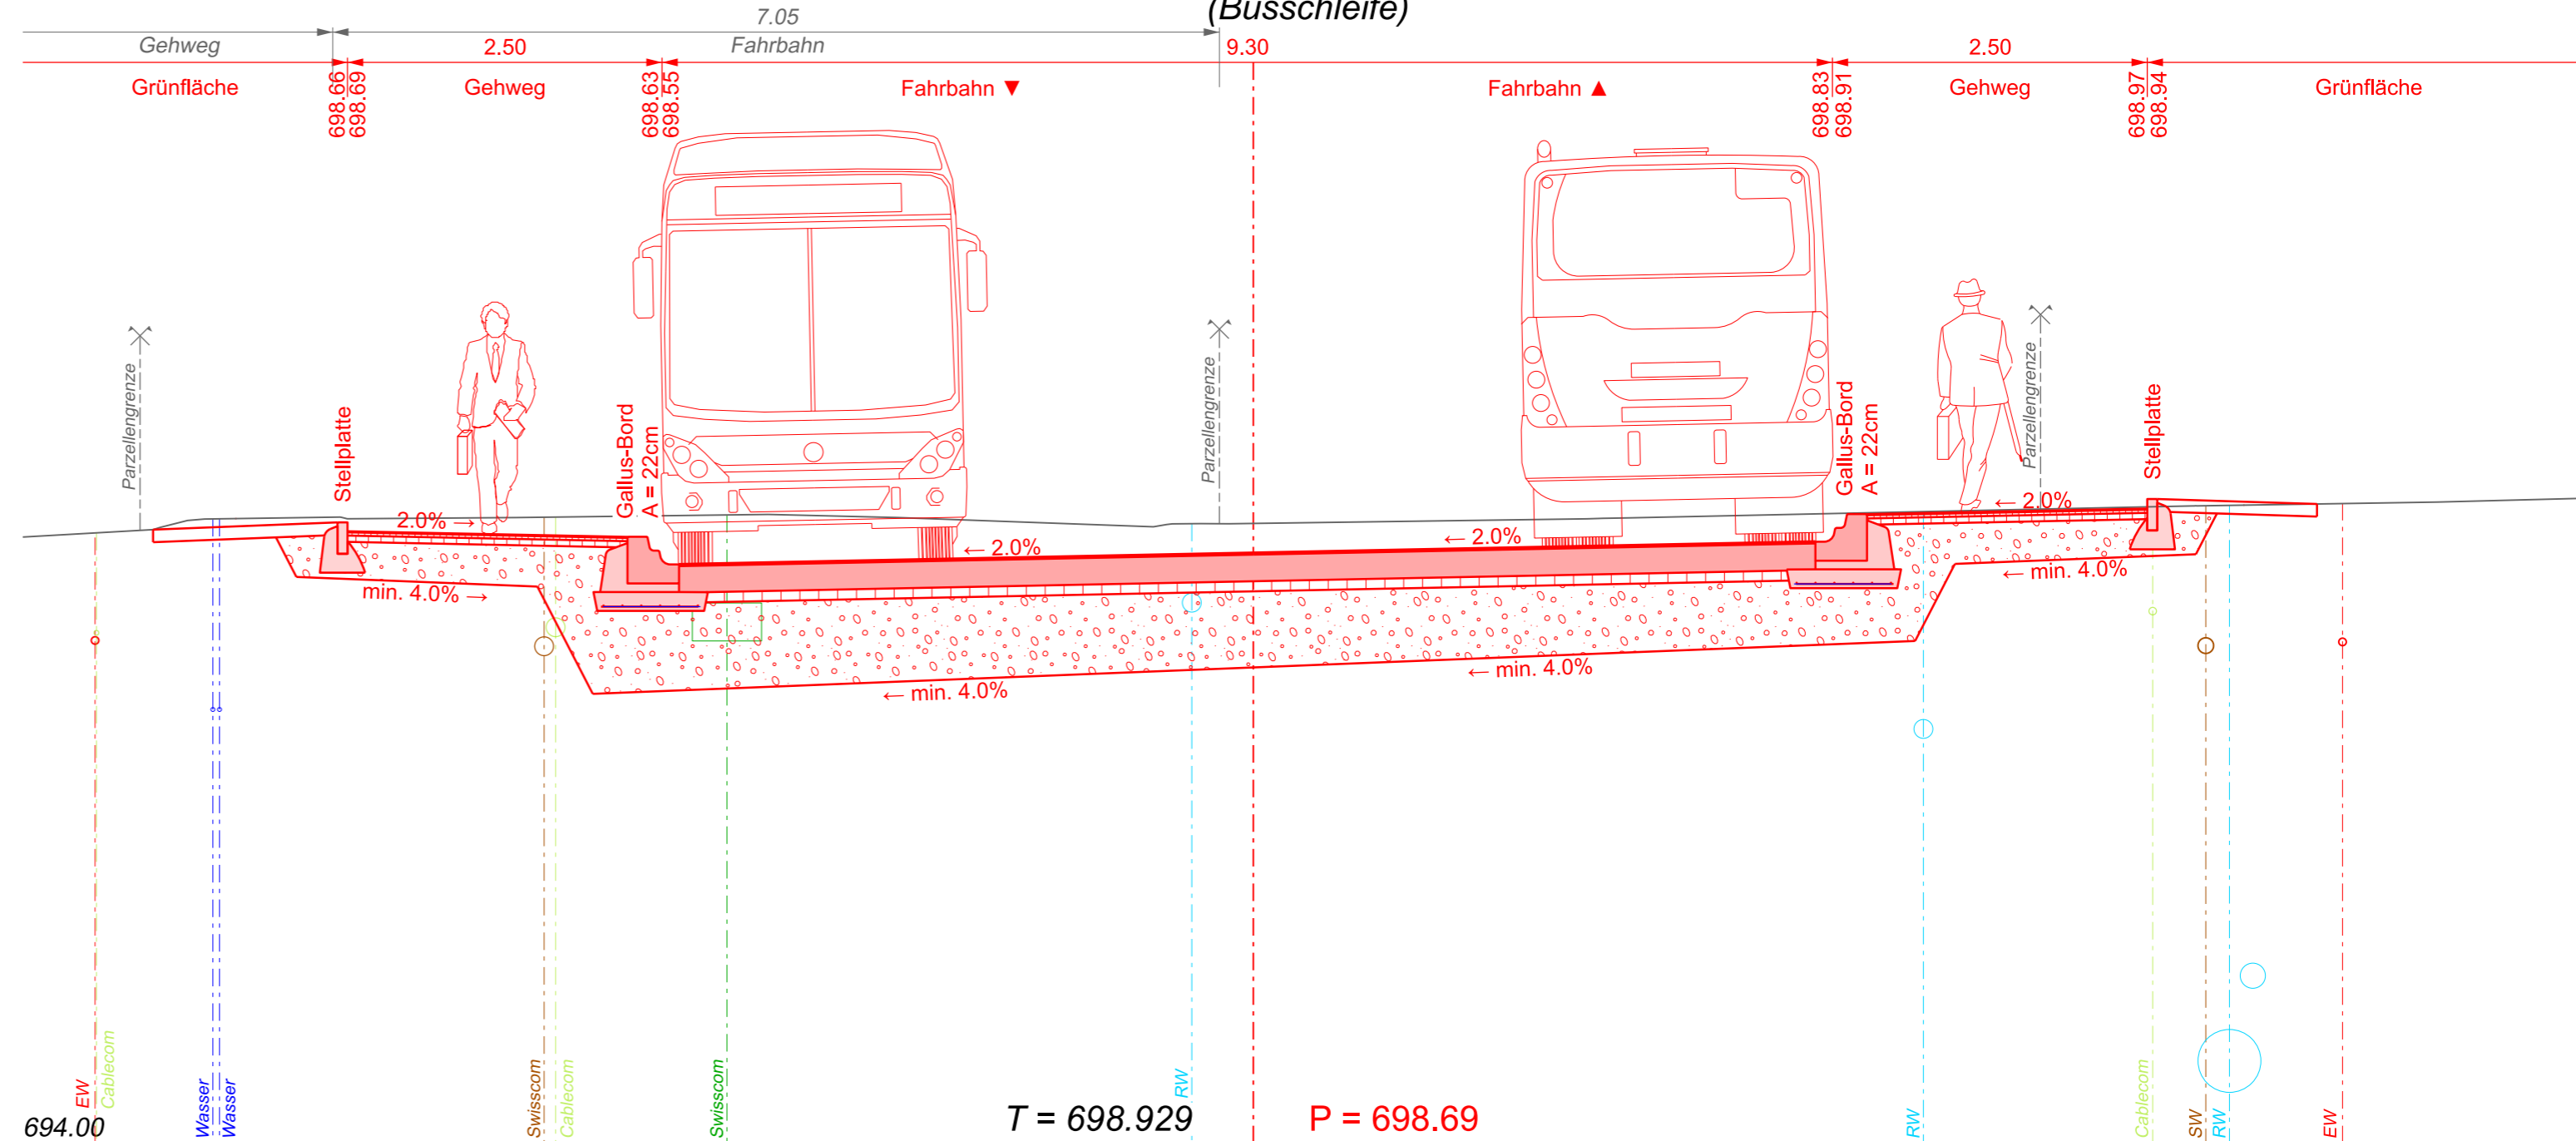 (Busschleife)
7.05
Gehweg
Fahrbahn
2.50
9.30
2.50
Grünfläche
698.66
698.69
Gehweg
698.63
698.55
Fahrbahn ▼
Fahrbahn ▲
698.83
698.91
Gehweg
698.97
698.94
Grünfläche
Parzellengrenze
Stellplatte
Gallus-Bord
A = 22cm
Parzellengrenze
Gallus-Bord
A = 22cm
Parzellengrenze
Stellplatte
2.0% →
← 2.0%
← 2.0%
← 2.0%
min. 4.0% →
← min. 4.0%
← min. 4.0%
← min. 4.0%
EW
Cablecom
Wasser
Wasser
Swisscom
Cablecom
Swisscom
RW
RW
Cablecom
SW
RW
EW
694.00
T = 698.929
P = 698.69